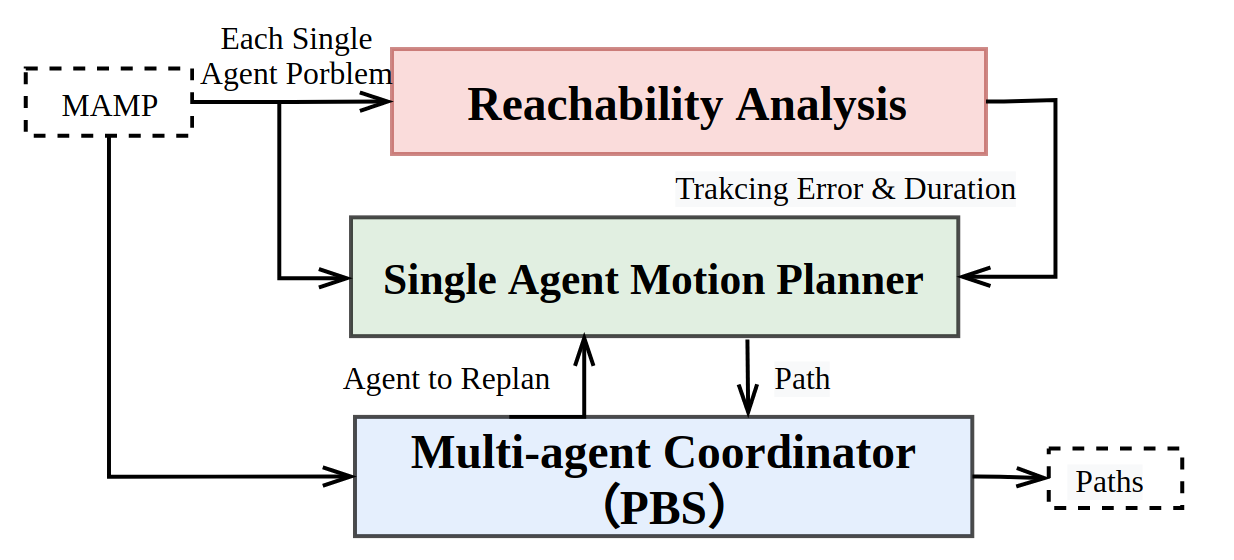 Each Single
Agent Porblem
MAMP
Reachability Analysis
Trakcing Error & Duration
Single Agent Motion Planner
Agent to Replan
Path
Multi-agent Coordinator
（PBS）
Paths